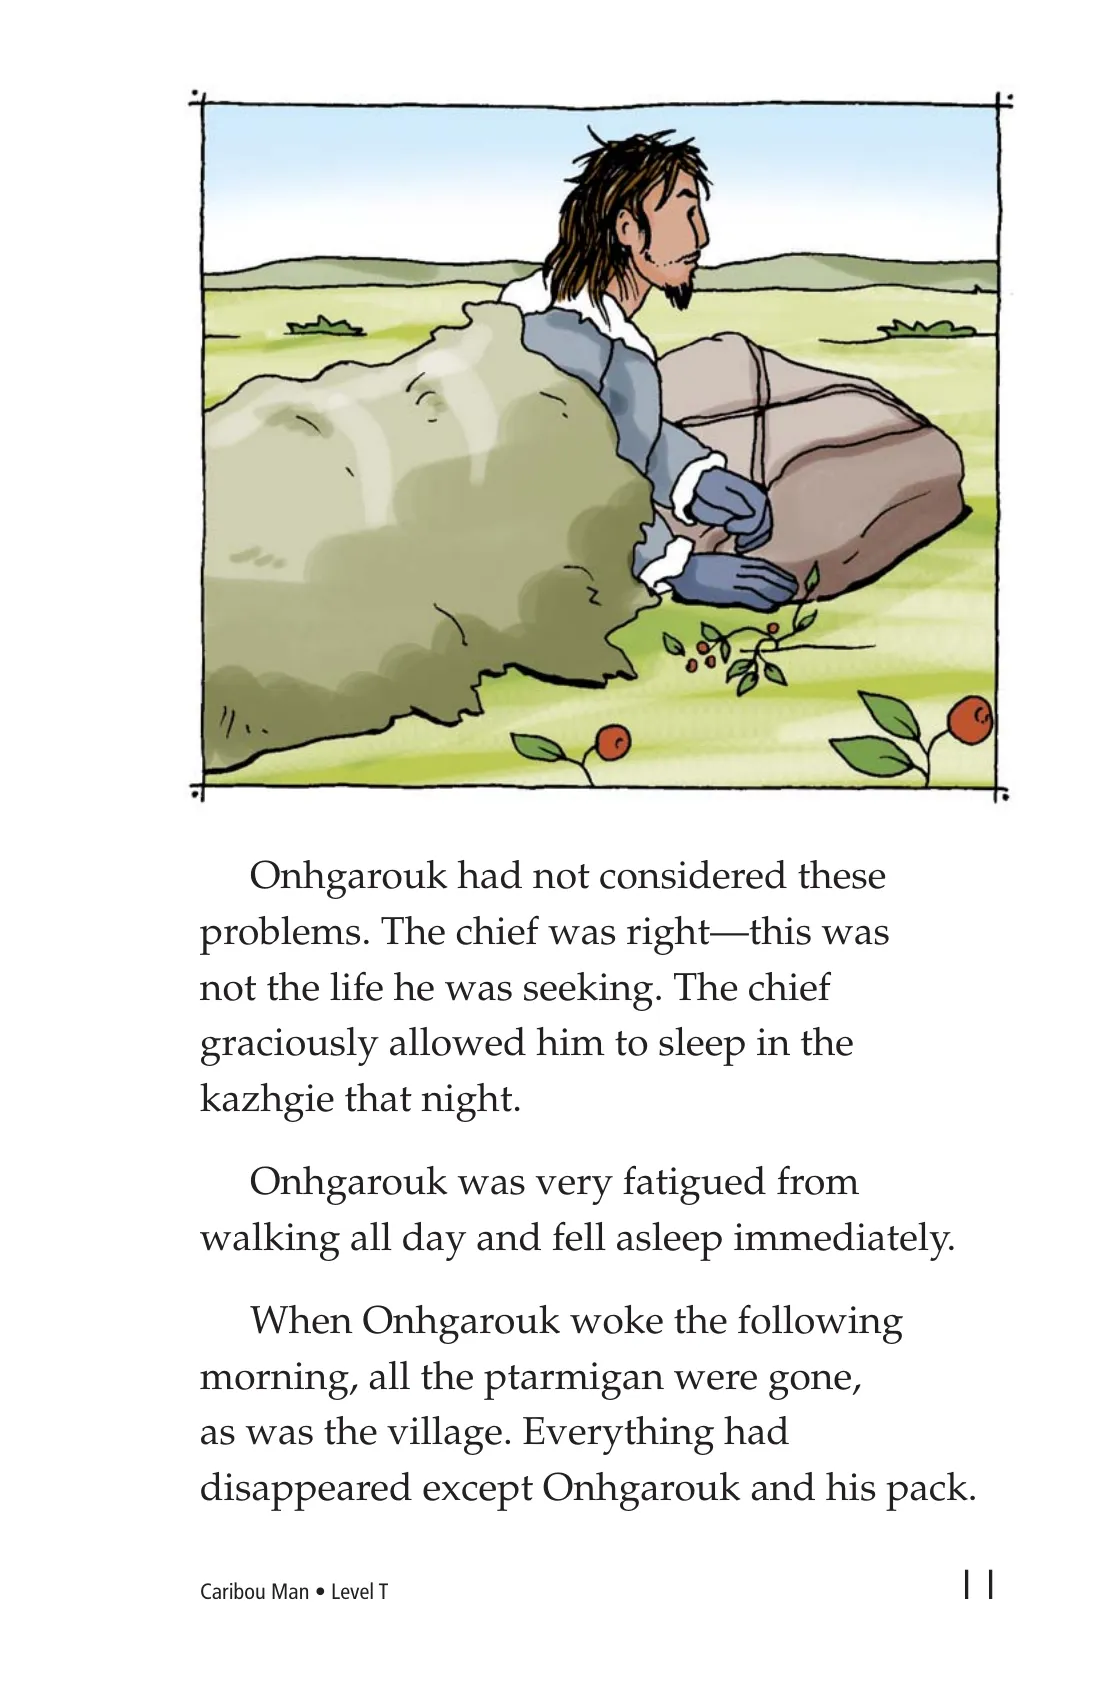 Onhgarouk had not considered these
problems. The chief was right—this was
not the life he was seeking. The chief
graciously allowed him to sleep in the
kazhgie that night.
Onhgarouk was very fatigued from
walking all day and fell asleep immediately.
When Onhgarouk woke the following
morning, all the ptarmigan were gone,
as was the village. Everything had
disappeared except Onhgarouk and his pack.
Caribou Man • Level T
11